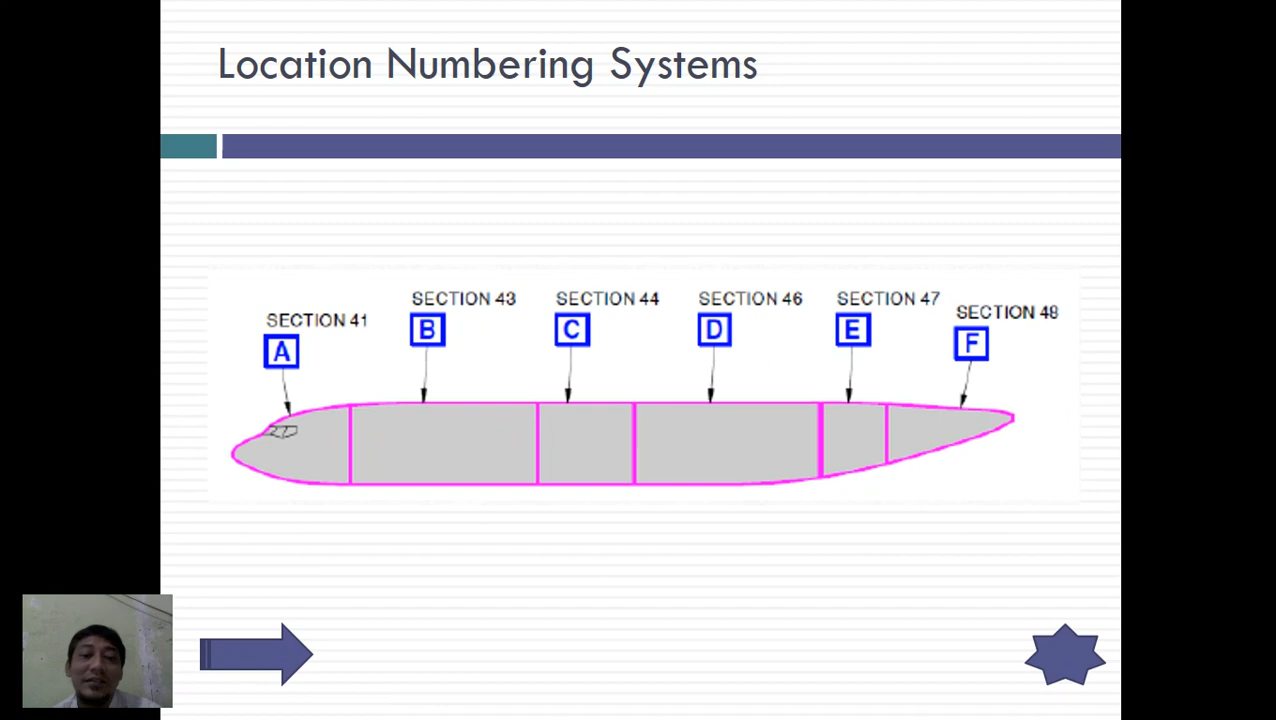 Location Numbering Systems
SECTION 41
A
SECTION 43
B
SECTION 44
C
SECTION 46
D
SECTION 47
E
SECTION 48
F